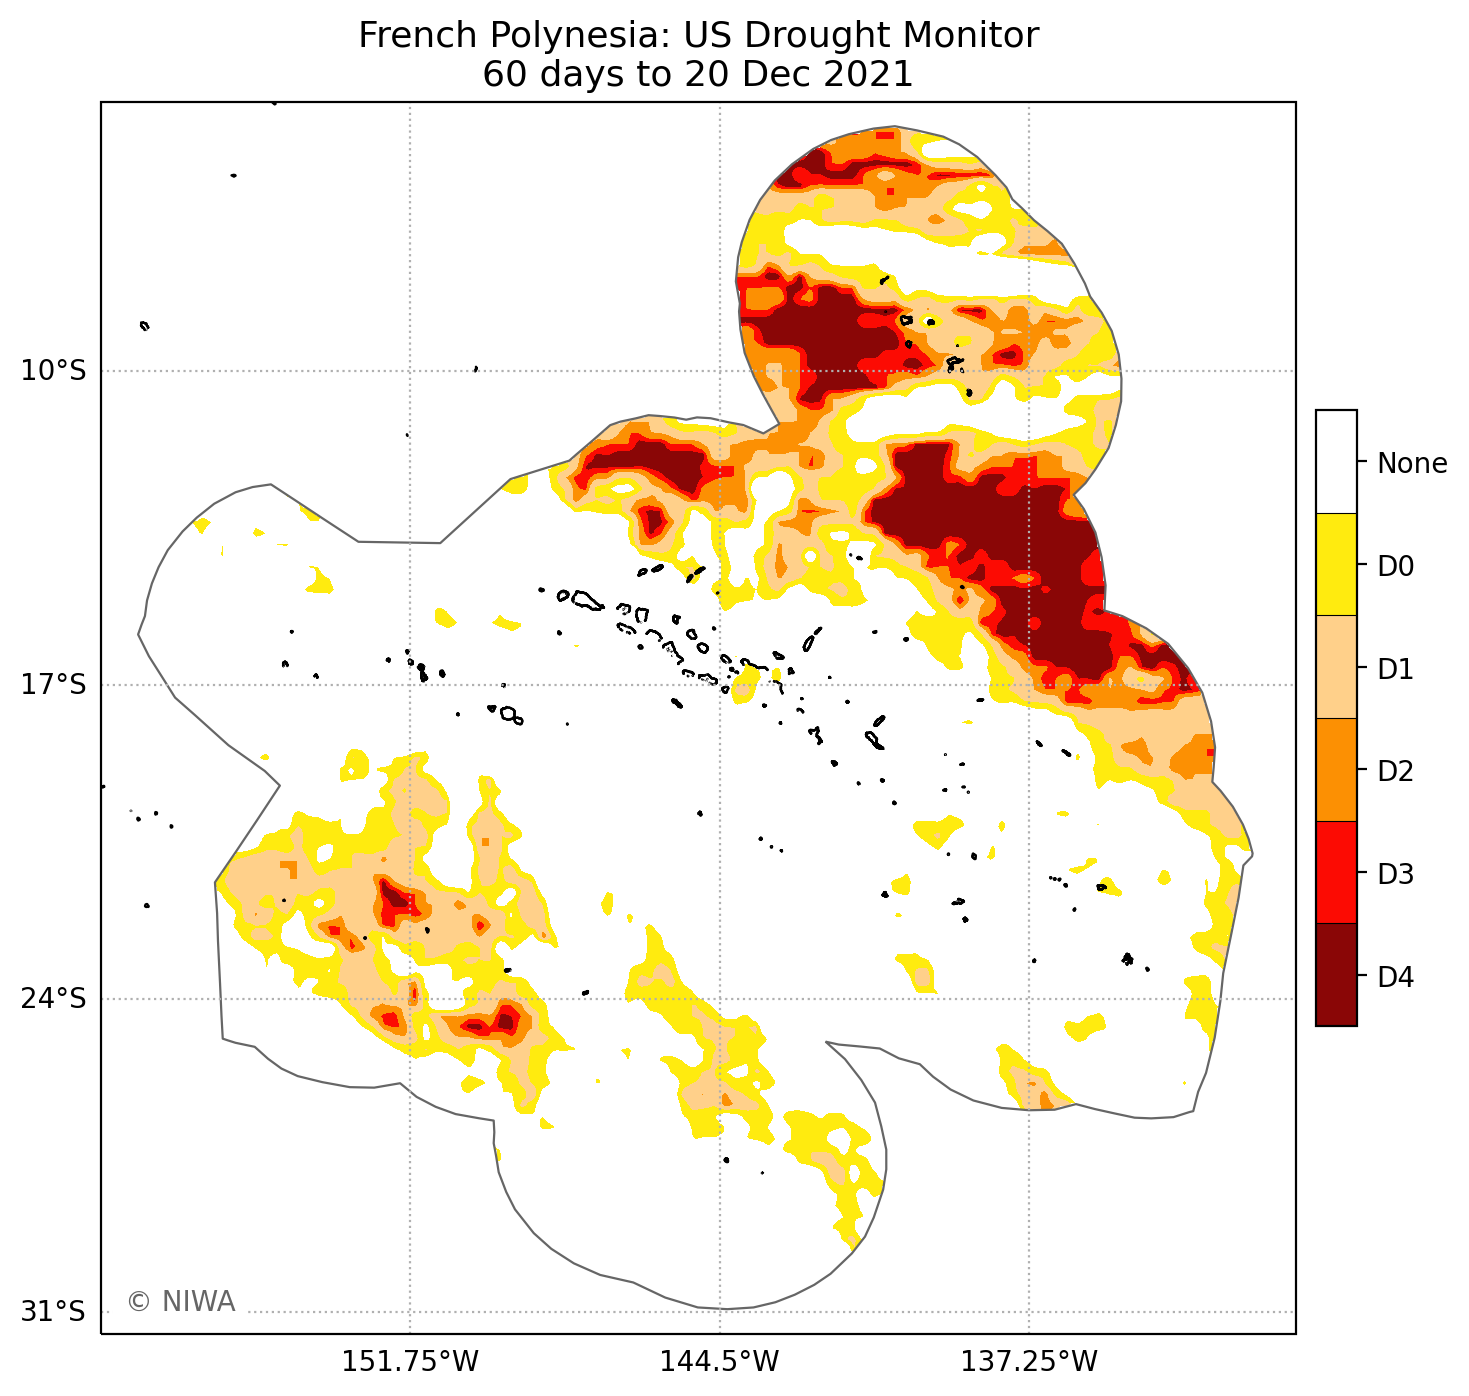 French Polynesia: US Drought Monitor
60 days to 20 Dec 2021
10°S
17°S
24°S
31°S
151.75°W
144.5°W
137.25°W
None
D0
D1
D2
D3
D4
© NIWA